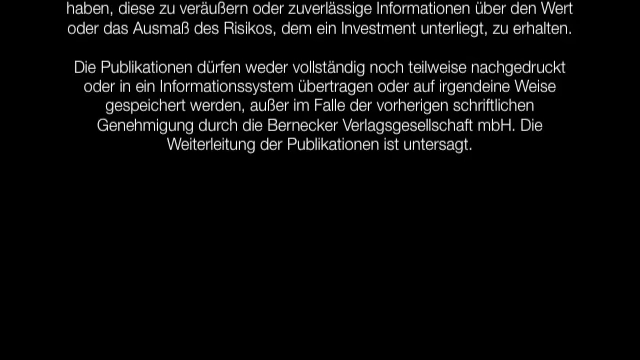 haben, diese zu veräußern oder zuverlässige Informationen über den Wert
oder das Ausmaß des Risikos, dem ein Investment unterliegt, zu erhalten.
Die Publikationen dürfen weder vollständig noch teilweise nachgedruckt
oder in ein Informationssystem übertragen oder auf irgendeine Weise
gespeichert werden, außer im Falle der vorherigen schriftlichen
Genehmigung durch die Bernecker Verlagsgesellschaft mbH. Die
Weiterleitung der Publikationen ist untersagt.